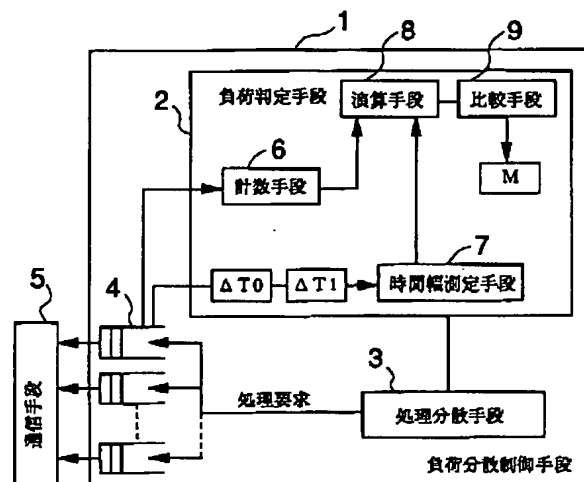 1
8
9
2
負荷判定手段
演算手段
比較手段
6
計数手段
M
7
ΔT0
ΔT1
時間幅測定手段
4
5
通信手段
3
処理要求
処理分散手段
負荷分散制御手段